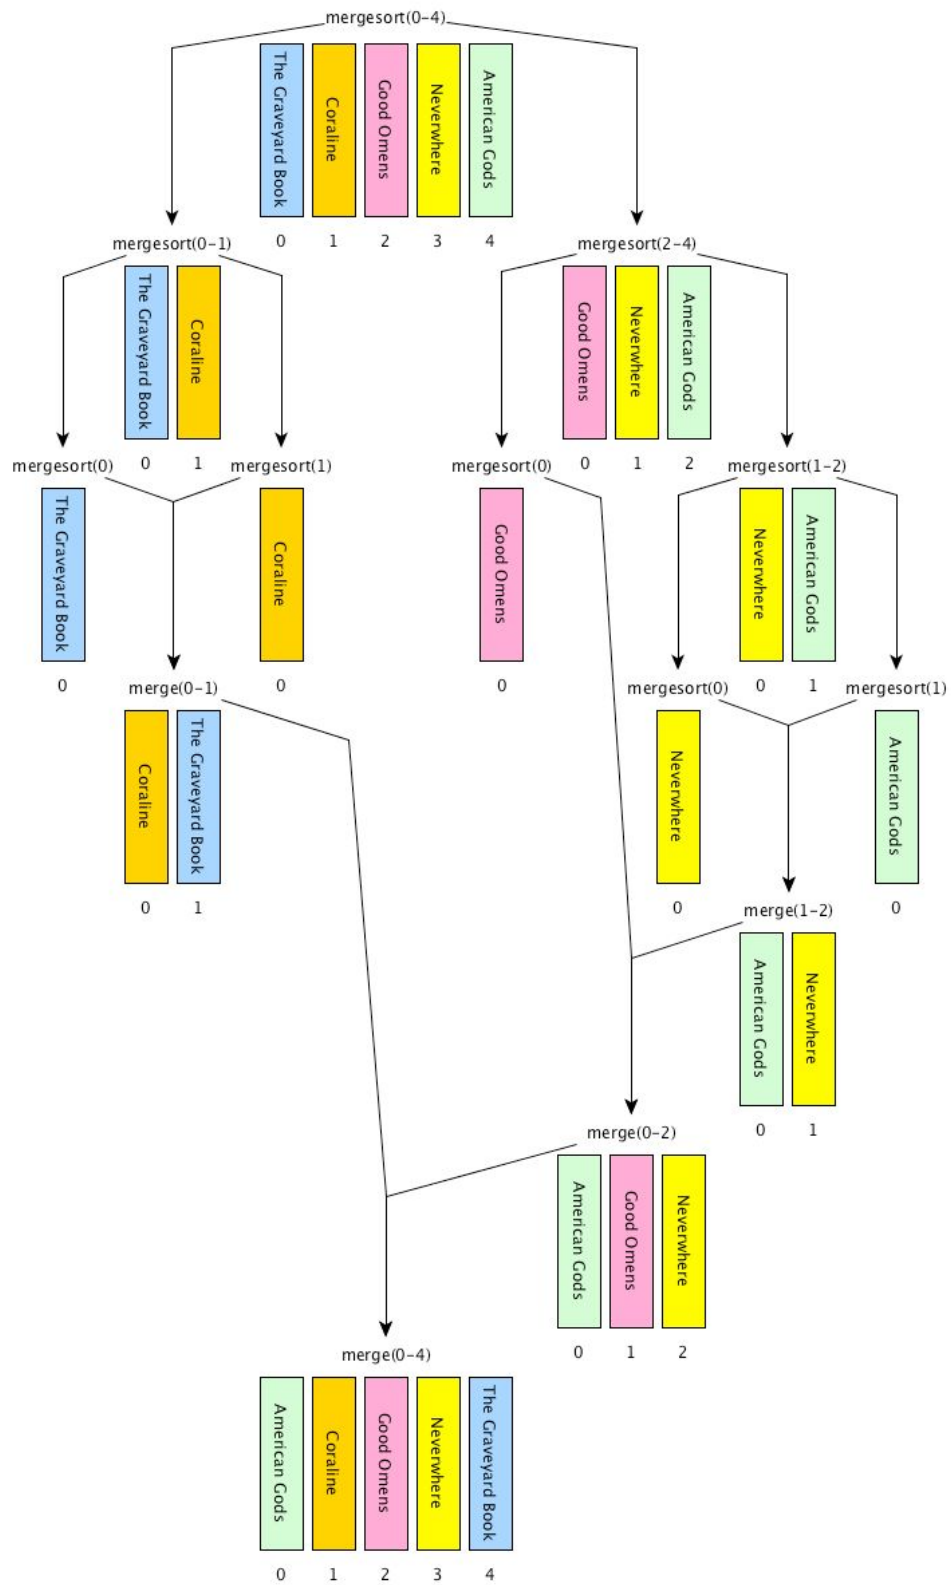 mergesort(0-4)
The Graveyard Book
Coraline
Good Omens
Neverwhere
American Gods
0 1 2 3 4
mergesort(0-1)
mergesort(2-4)
The Graveyard Book
Coraline
Good Omens
Neverwhere
American Gods
0 1
0 1 2
mergesort(0)
mergesort(1)
mergesort(0)
mergesort(1-2)
The Graveyard Book
Coraline
Good Omens
Neverwhere
American Gods
0
0
0
0 1
merge(0-1)
mergesort(0)
mergesort(1)
Coraline
The Graveyard Book
Neverwhere
American Gods
0 1
0
0
merge(1-2)
American Gods
Neverwhere
0 1
merge(0-2)
American Gods
Good Omens
Neverwhere
0 1 2
merge(0-4)
American Gods
Coraline
Good Omens
Neverwhere
The Graveyard Book
0 1 2 3 4